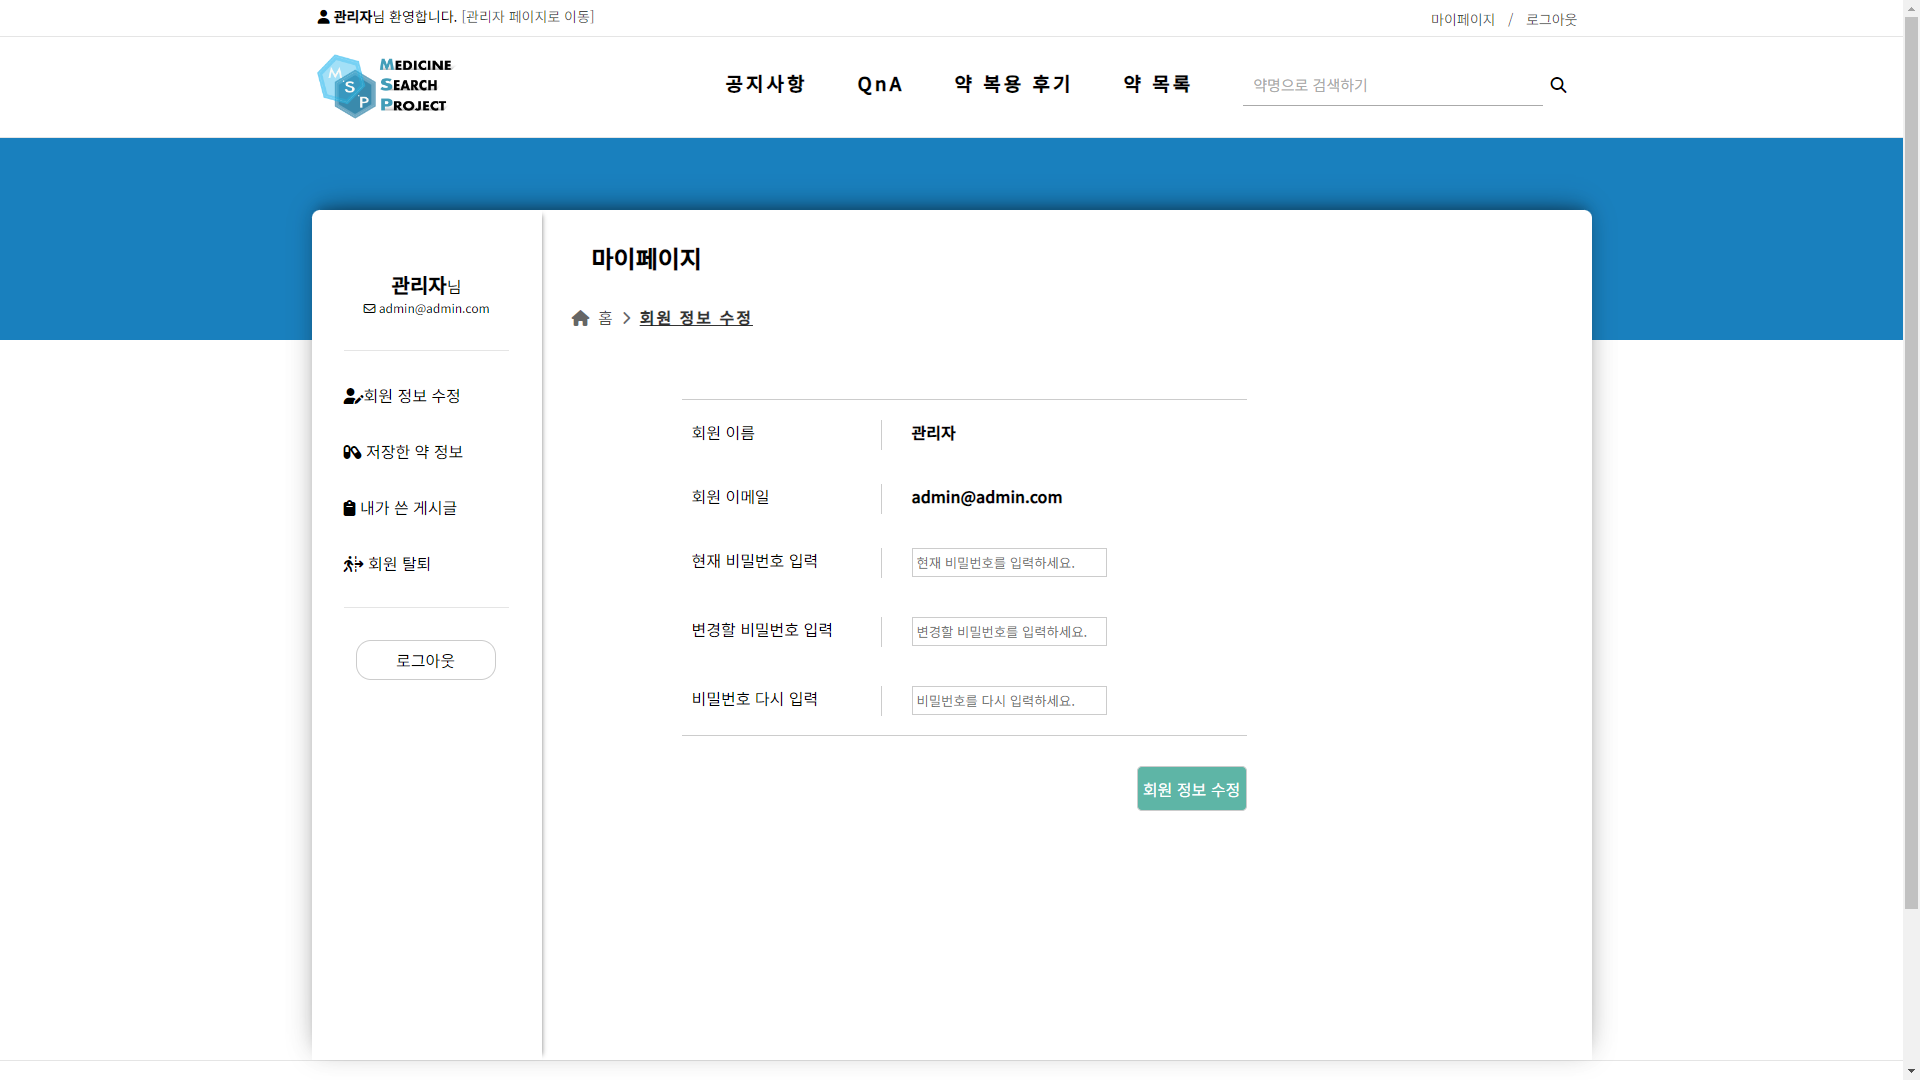 관리자님 환영합니다. [관리자 페이지로 이동]
마이페이지 / 로그아웃
MSP
MEDICINE
SEARCH
PROJECT
공지사항 QnA 약 복용 후기 약 목록 약명으로 검색하기
관리자님
admin@admin.com
회원 정보 수정
저장한 약 정보
내가 쓴 게시글
회원 탈퇴
로그아웃
마이페이지
홈 > 회원 정보 수정
회원 이름 관리자
회원 이메일 admin@admin.com
현재 비밀번호 입력 현재 비밀번호를 입력하세요.
변경할 비밀번호 입력 변경할 비밀번호를 입력하세요.
비밀번호 다시 입력 비밀번호를 다시 입력하세요.
회원 정보 수정